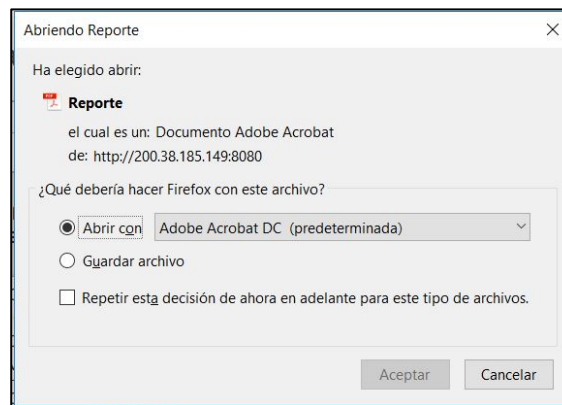 Abriendo Reporte
Ha elegido abrir:
Reporte
el cual es un: Documento Adobe Acrobat
de: http://200.38.185.149:8080
¿Qué debería hacer Firefox con este archivo?
Abrir con Adobe Acrobat DC (predeterminada)
Guardar archivo
Repetir esta decisión de ahora en adelante para este tipo de archivos.
Aceptar Cancelar